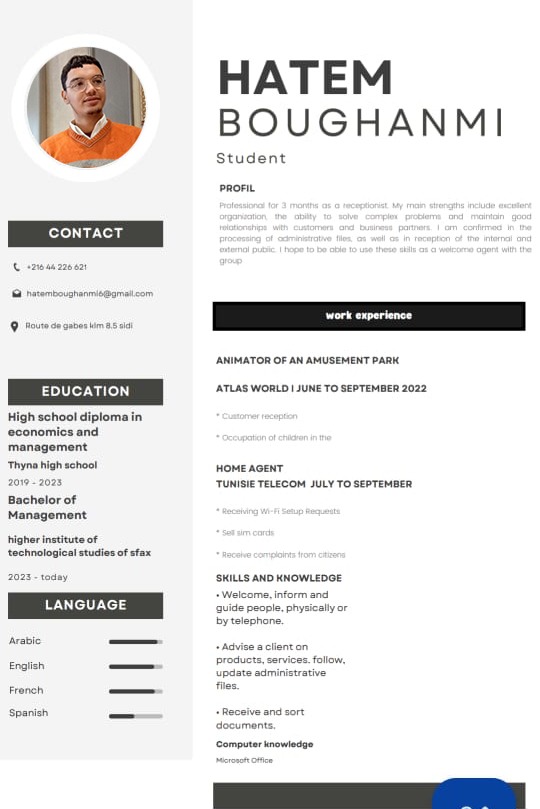 HATEM
BOUGHANMI
Student
PROFIL
Professional for 3 months as a receptionist. My main strengths include excellent
organization, the ability to solve complex problems and maintain good
relationships with customers and business partners. I am confirmed in the
processing of administrative files, as well as in reception of the internal and
external public. I hope to be able to use these skills as a welcome agent with the
group
CONTACT
+216 44 226 621
hatemboughanmi6@gmail.com
Route de gabes klm 8.5 sidi
EDUCATION
High school diploma in
economics and
management
Thyna high school
2019 - 2023
Bachelor of
Management
higher institute of
technological studies of sfax
2023 - today
LANGUAGE
Arabic
English
French
Spanish
work experience
ANIMATOR OF AN AMUSEMENT PARK
ATLAS WORLD I JUNE TO SEPTEMBER 2022
* Customer reception
* Occupation of children in the
HOME AGENT
TUNISIE TELECOM JULY TO SEPTEMBER
* Receiving Wi-Fi Setup Requests
* Sell sim cards
* Receive complaints from citizens
SKILLS AND KNOWLEDGE
• Welcome, inform and
guide people, physically or
by telephone.
• Advise a client on
products, services. follow,
update administrative
files.
• Receive and sort
documents.
Computer knowledge
Microsoft Office